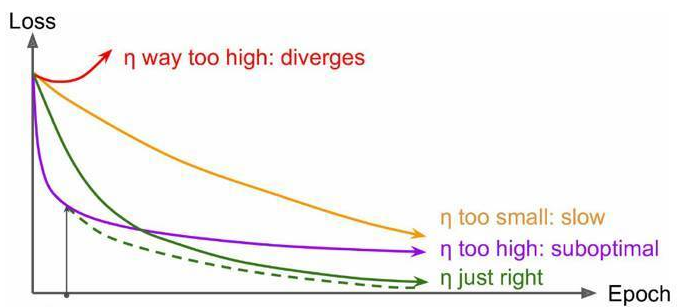 Loss
η way too high: diverges
η too small: slow
η too high: suboptimal
η just right
Epoch